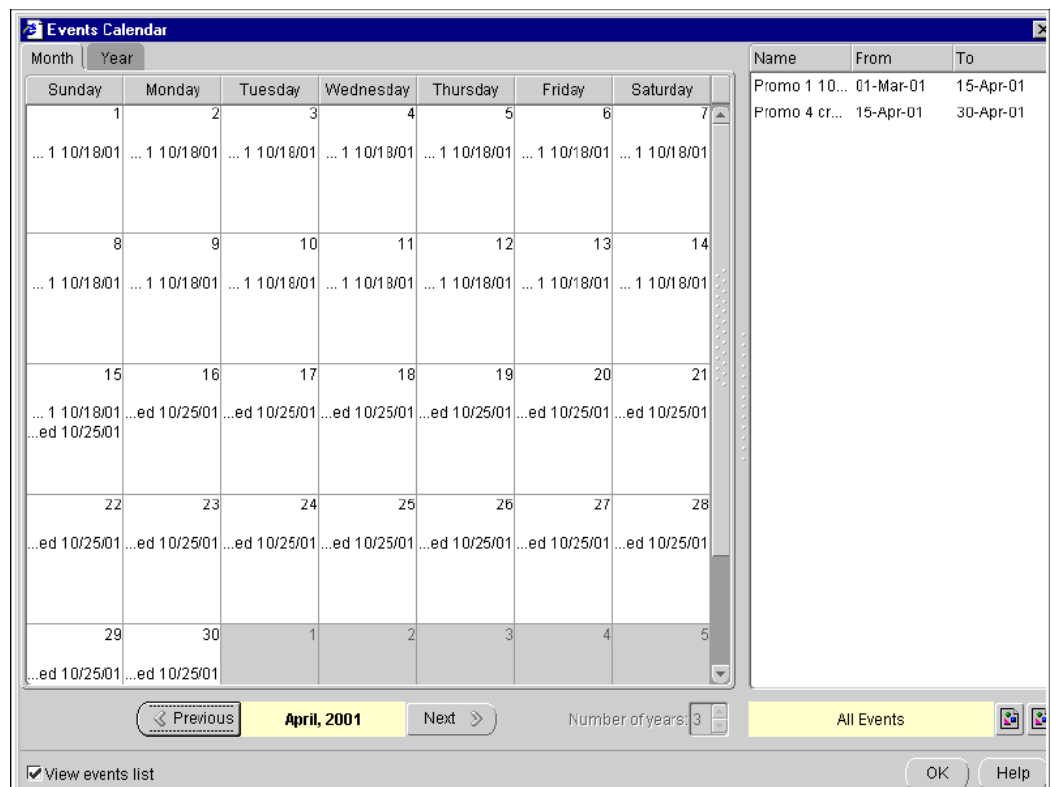 Events Calendar
Month Year
Name From To
Sunday Monday Tuesday Wednesday Thursday Friday Saturday
Promo 1 10... 01-Mar-01 15-Apr-01
Promo 4 cr... 15-Apr-01 30-Apr-01
1 2 3 4 5 6 7
... 1 10/18/01 ... 1 10/18/01 ... 1 10/18/01 ... 1 10/18/01 ... 1 10/18/01 ... 1 10/18/01 ... 1 10/18/01
8 9 10 11 12 13 14
... 1 10/18/01 ... 1 10/18/01 ... 1 10/18/01 ... 1 10/18/01 ... 1 10/18/01 ... 1 10/18/01 ... 1 10/18/01
15 16 17 18 19 20 21
... 1 10/18/01 ...ed 10/25/01 ...ed 10/25/01 ...ed 10/25/01 ...ed 10/25/01 ...ed 10/25/01 ...ed 10/25/01
...ed 10/25/01
22 23 24 25 26 27 28
...ed 10/25/01 ...ed 10/25/01 ...ed 10/25/01 ...ed 10/25/01 ...ed 10/25/01 ...ed 10/25/01 ...ed 10/25/01
29 30 1 2 3 4 5
...ed 10/25/01 ...ed 10/25/01
Previous April, 2001 Next Number of years: 3 All Events
View events list OK Help